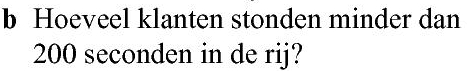 b Hoeveel klanten stonden minder dan
200 seconden in de rij?